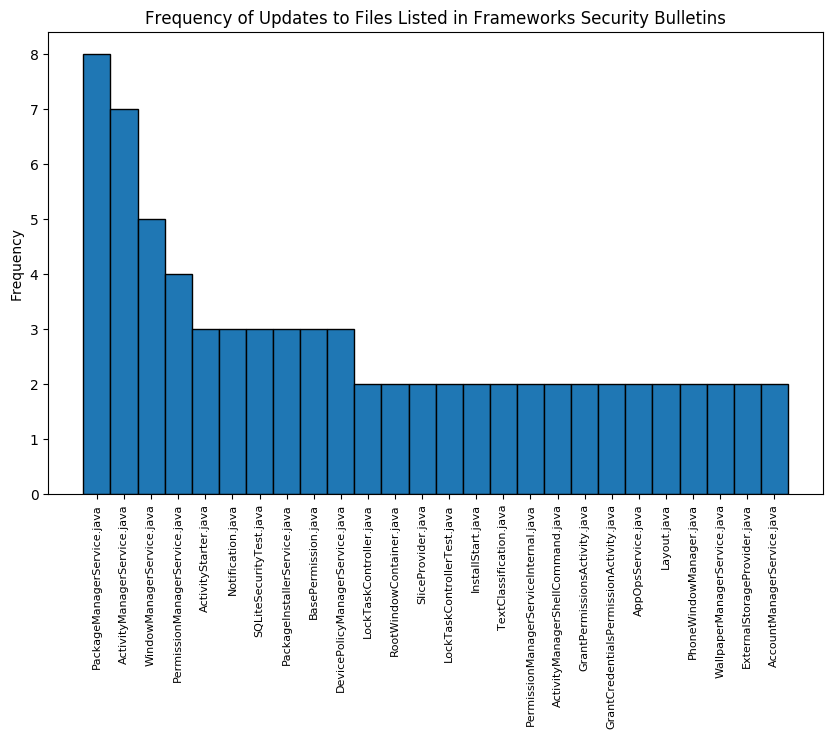 Frequency of Updates to Files Listed in Frameworks Security Bulletins
Frequency
8
7
6
5
4
3
2
1
0
PackageManagerService.java
ActivityManagerService.java
WindowManagerService.java
PermissionManagerService.java
ActivityStarter.java
Notification.java
SQLiteSecurityTest.java
PackageInstallerService.java
BasePermission.java
DevicePolicyManagerService.java
LockTaskController.java
RootWindowContainer.java
SliceProvider.java
LockTaskControllerTest.java
InstallStart.java
TextClassification.java
PermissionManagerServiceInternal.java
ActivityManagerShellCommand.java
GrantPermissionsActivity.java
GrantCredentialsPermissionActivity.java
AppOpsService.java
Layout.java
PhoneWindowManager.java
WallpaperManagerService.java
ExternalStorageProvider.java
AccountManagerService.java